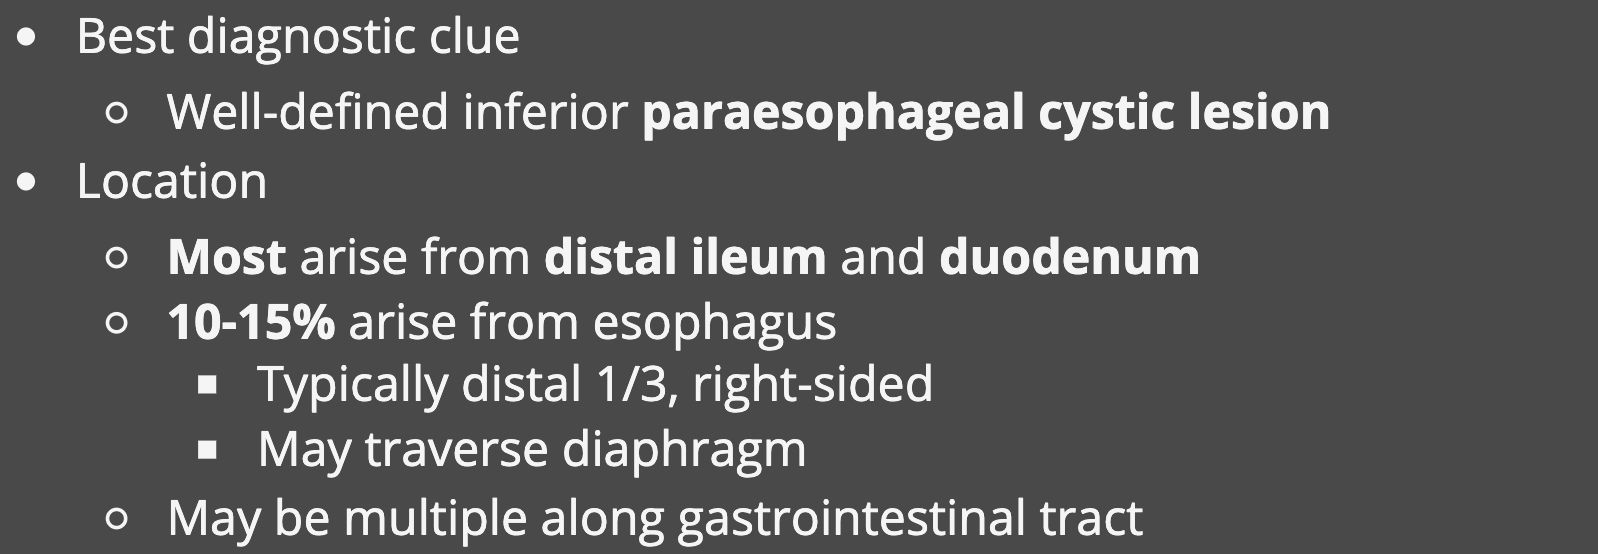 Best diagnostic clue
Well-defined inferior paraesophageal cystic lesion
Location
Most arise from distal ileum and duodenum
10-15% arise from esophagus
Typically distal 1/3, right-sided
May traverse diaphragm
May be multiple along gastrointestinal tract